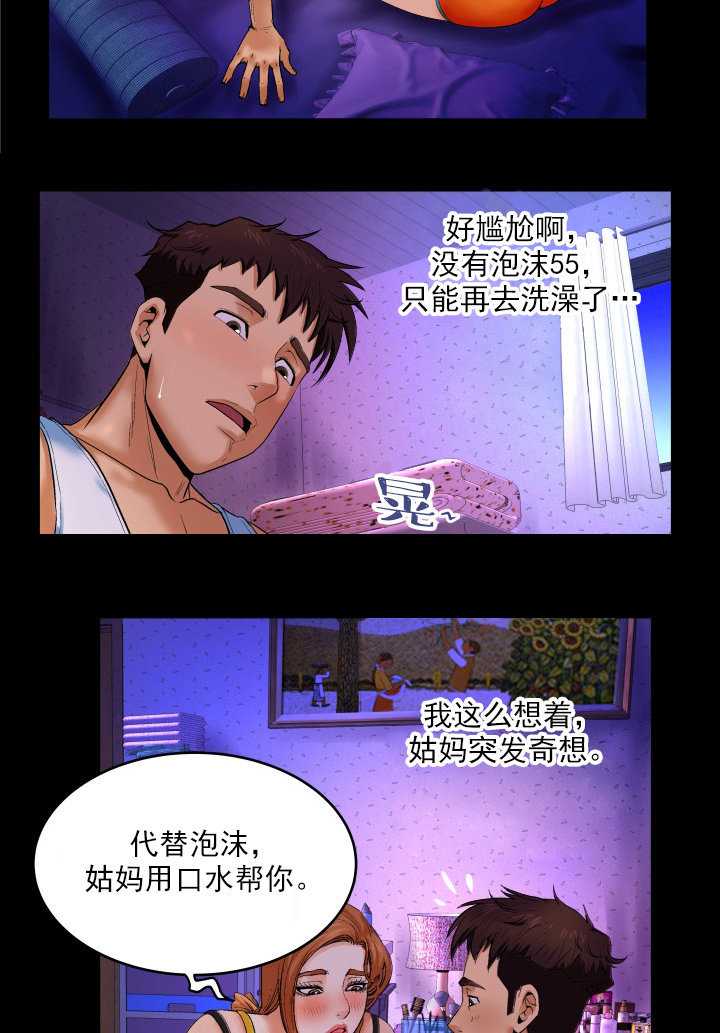 好尴尬啊，
没有泡沫55，
只能再去洗澡了…
晃~
我这么想着，
姑妈突发奇想。
代替泡沫，
姑妈用口水帮你。